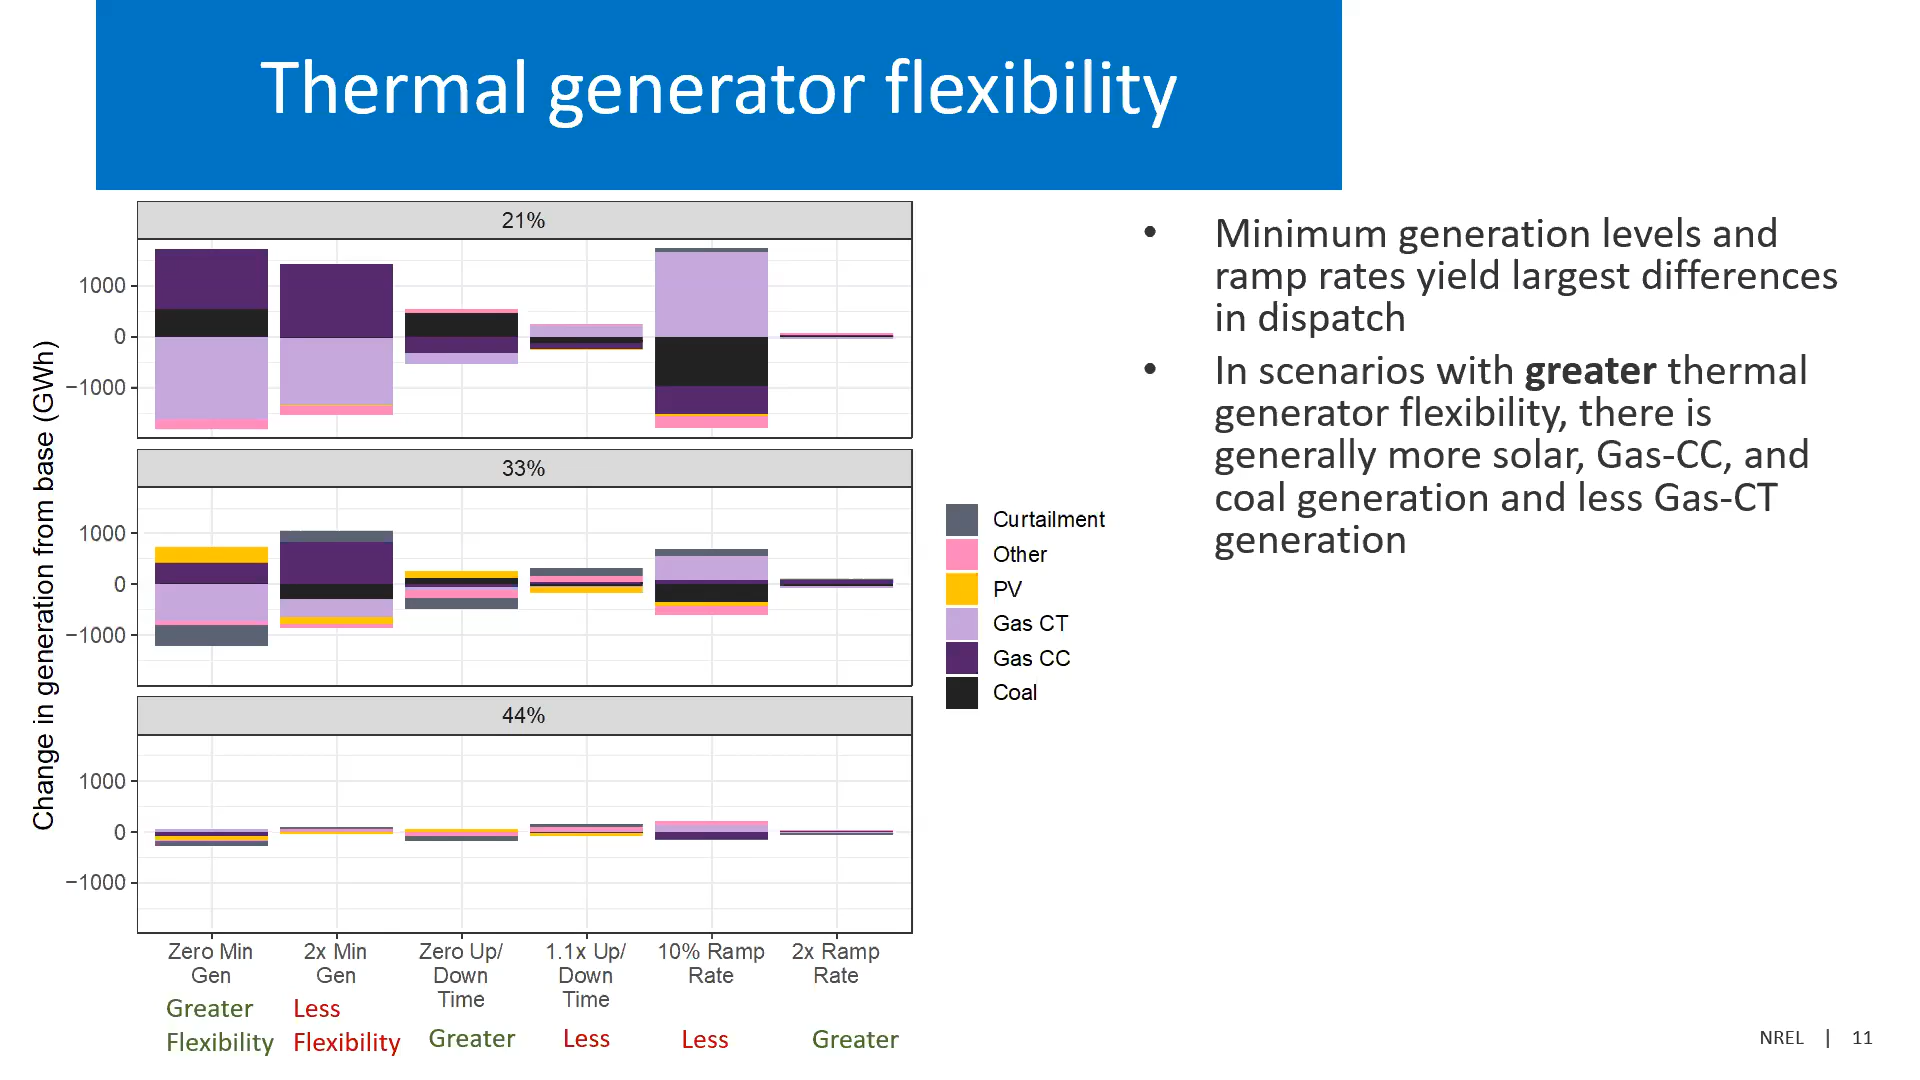 Thermal generator flexibility
Change in generation from base (GWh)
21%
1000
0
−1000
33%
1000
0
−1000
44%
1000
0
−1000
Zero Min
Gen
2x Min
Gen
Zero Up/
Down
Time
1.1x Up/
Down
Time
10% Ramp
Rate
2x Ramp
Rate
Greater
Flexibility
Less
Flexibility
Greater
Less
Less
Greater
Curtailment
Other
PV
Gas CT
Gas CC
Coal
• Minimum generation levels and
ramp rates yield largest differences
in dispatch
• In scenarios with greater thermal
generator flexibility, there is
generally more solar, Gas-CC, and
coal generation and less Gas-CT
generation
NREL | 11